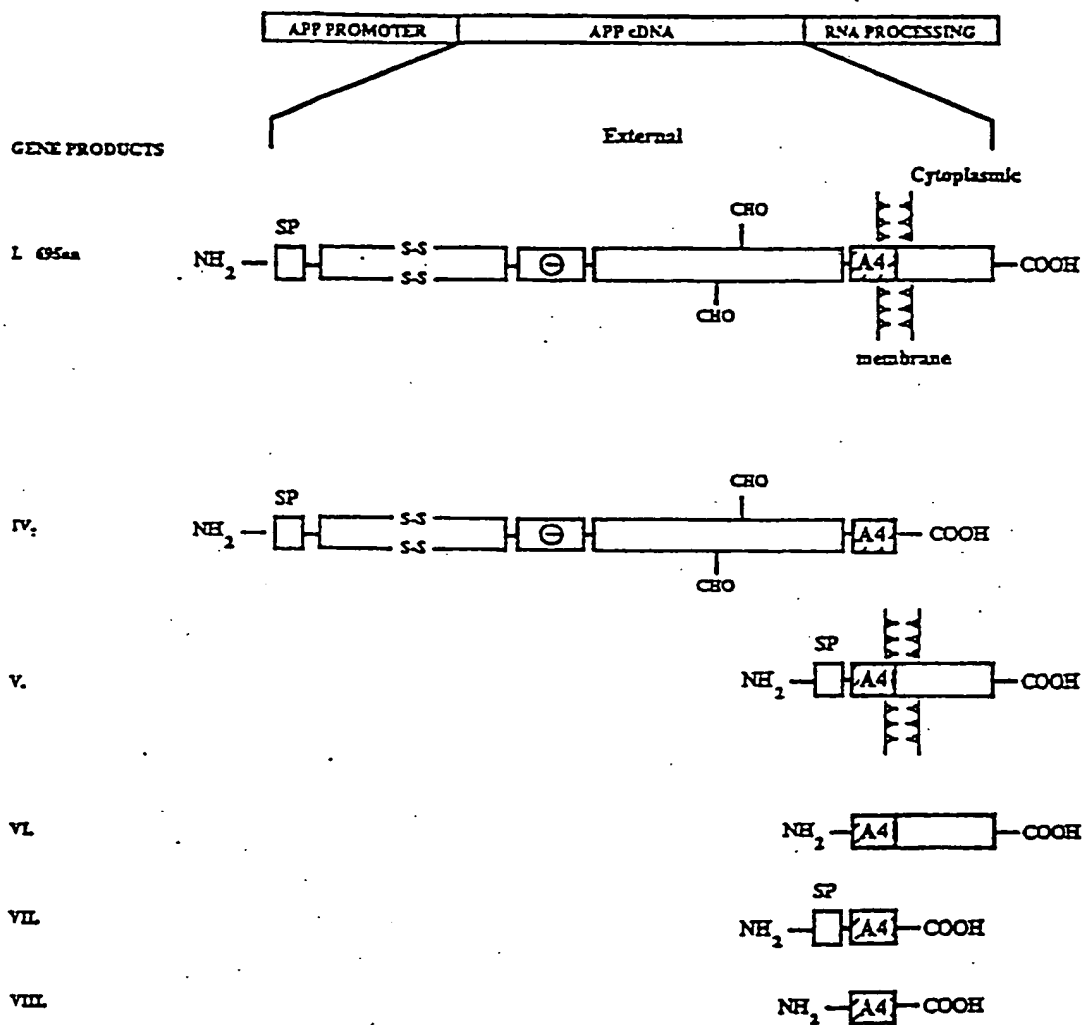 APP PROMOTER APP cDNA RNA PROCESSING
GENE PRODUCTS
External
Cytoplasmic
I. 695aa
SP
CHO
NH2
S-S
S-S
⊖
CHO
A4
COOH
membrane
IV.
SP
CHO
NH2
S-S
S-S
⊖
CHO
A4
COOH
V.
SP
NH2
A4
COOH
VI.
NH2
A4
COOH
VII.
SP
NH2
A4
COOH
VIII.
NH2
A4
COOH